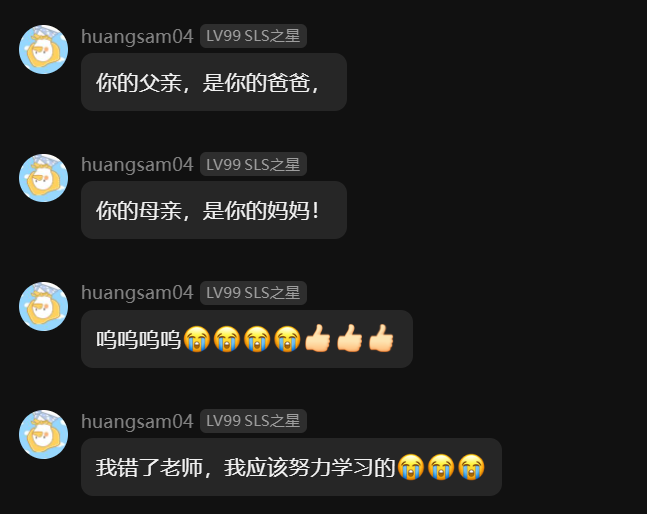 huangsam04 LV99 SLS之星
你的父亲，是你的爸爸，
huangsam04 LV99 SLS之星
你的母亲，是你的妈妈！
huangsam04 LV99 SLS之星
呜呜呜呜😭😭😭😭👍🏻👍🏻👍🏻
huangsam04 LV99 SLS之星
我错了老师，我应该努力学习的😭😭😭